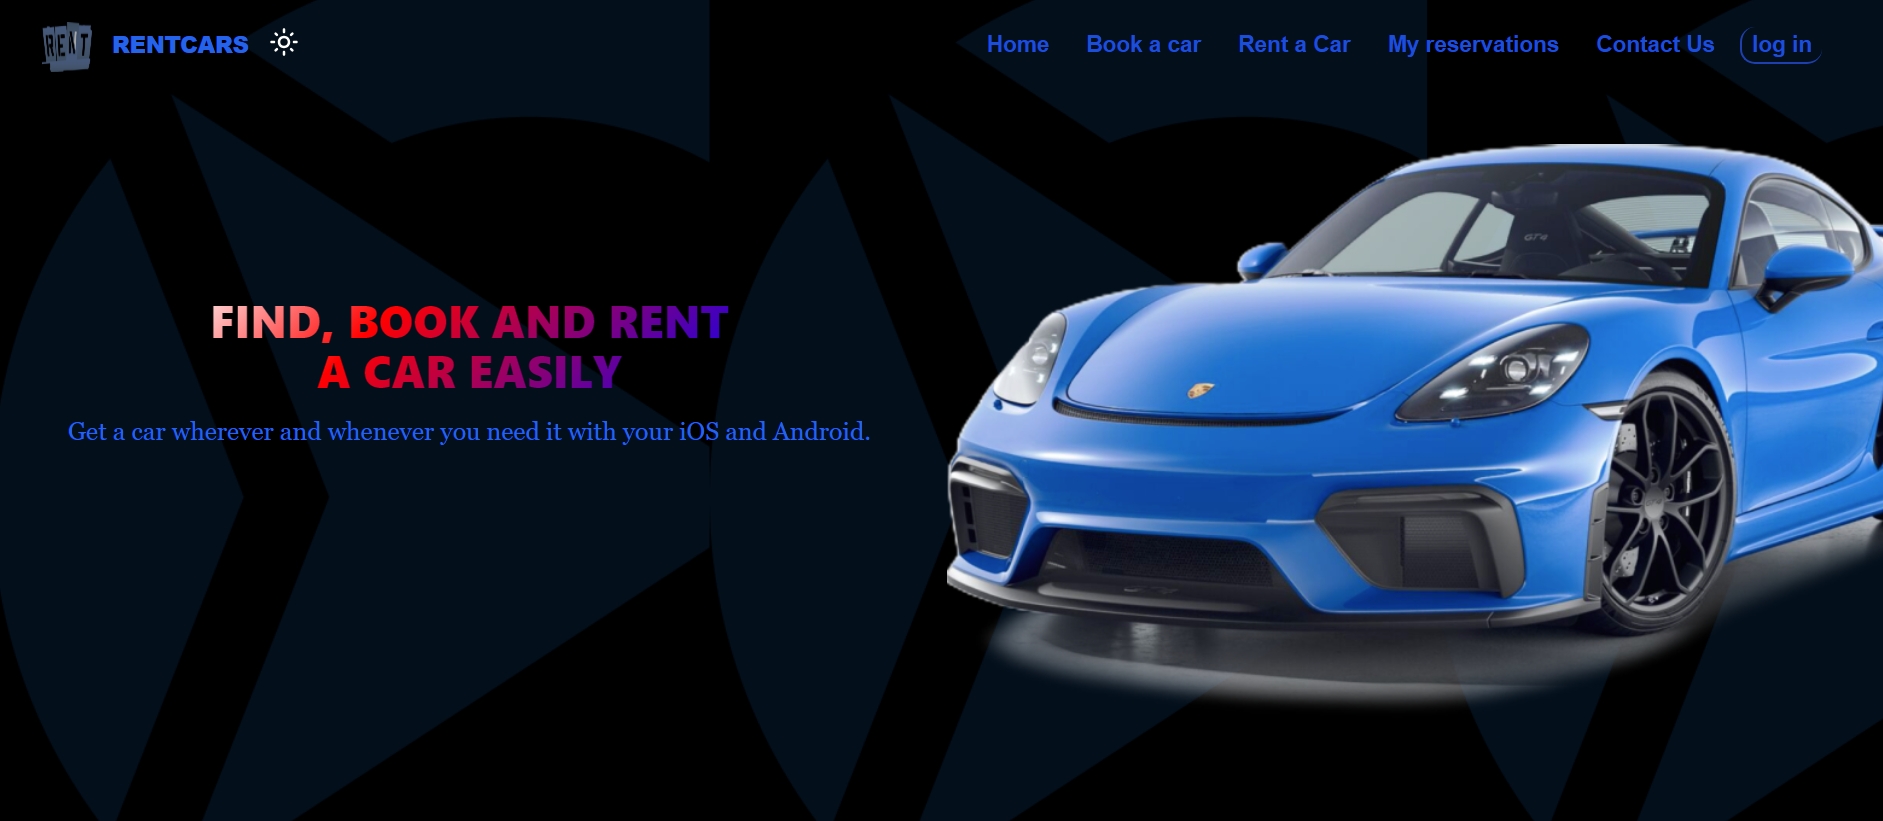 RENT
RENTCARS
Home
Book a car
Rent a Car
My reservations
Contact Us
log in
FIND, BOOK AND RENT
A CAR EASILY
Get a car wherever and whenever you need it with your iOS and Android.
GT4